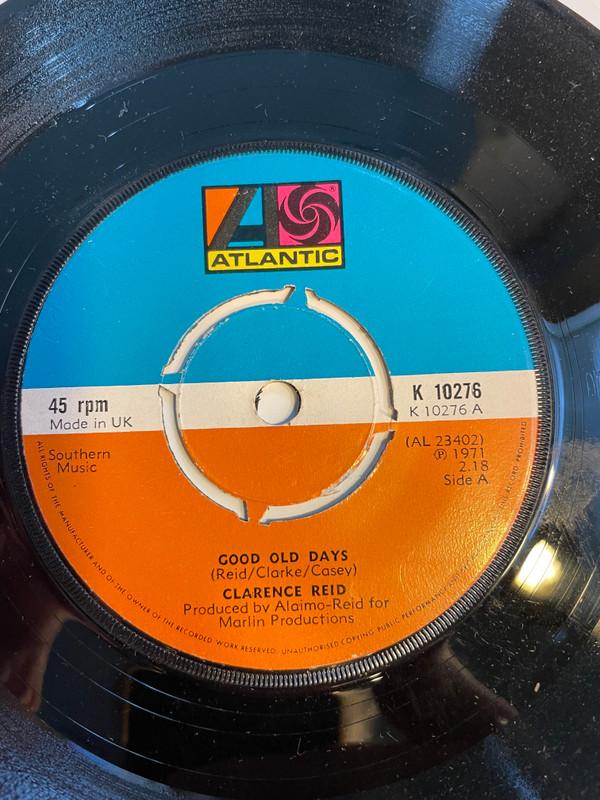 ATLANTIC
®
45 rpm
Made in UK
K 10276
K 10276 A
Southern
Music
(AL 23402)
℗ 1971
2.18
Side A
GOOD OLD DAYS
(Reid/Clarke/Casey)
CLARENCE REID
Produced by Alaimo-Reid for
Marlin Productions
ALL RIGHTS OF THE MANUFACTURER AND OF THE OWNER OF THE RECORDED WORK RESERVED. UNAUTHORISED COPYING PUBLIC PERFORMANCE RECORD PROHIBITED